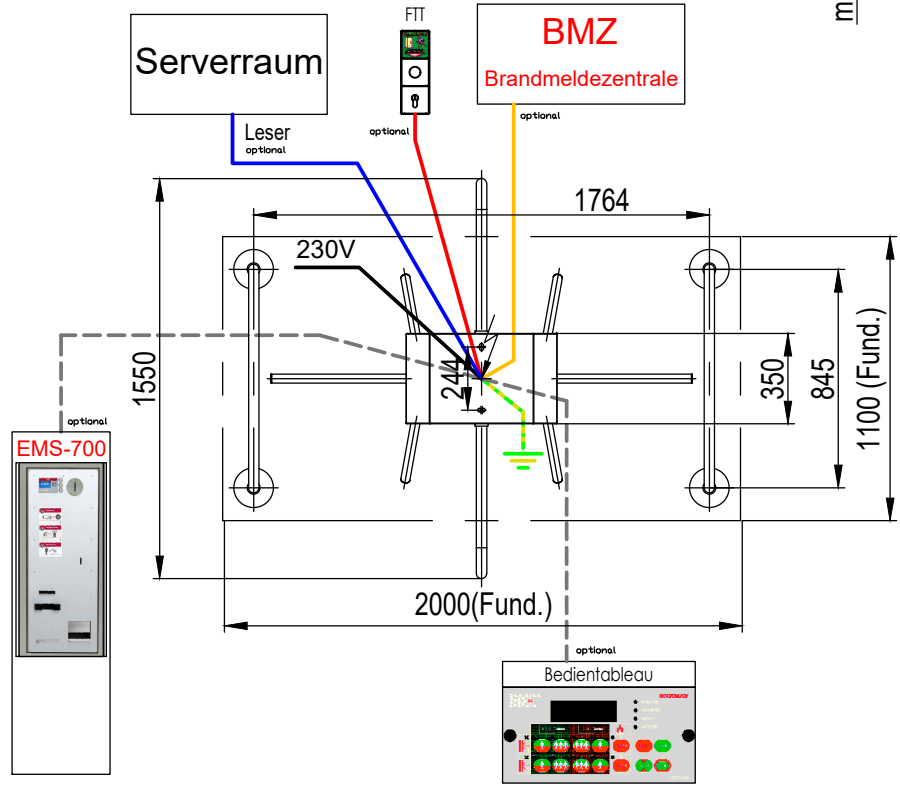 FTT
m
Serverraum
BMZ
Brandmeldezentrale
Leser
optional
optional
optional
1764
230V
1550
244
350
845
1100 (Fund.)
optional
EMS-700
2000(Fund.)
optional
Bedientableau